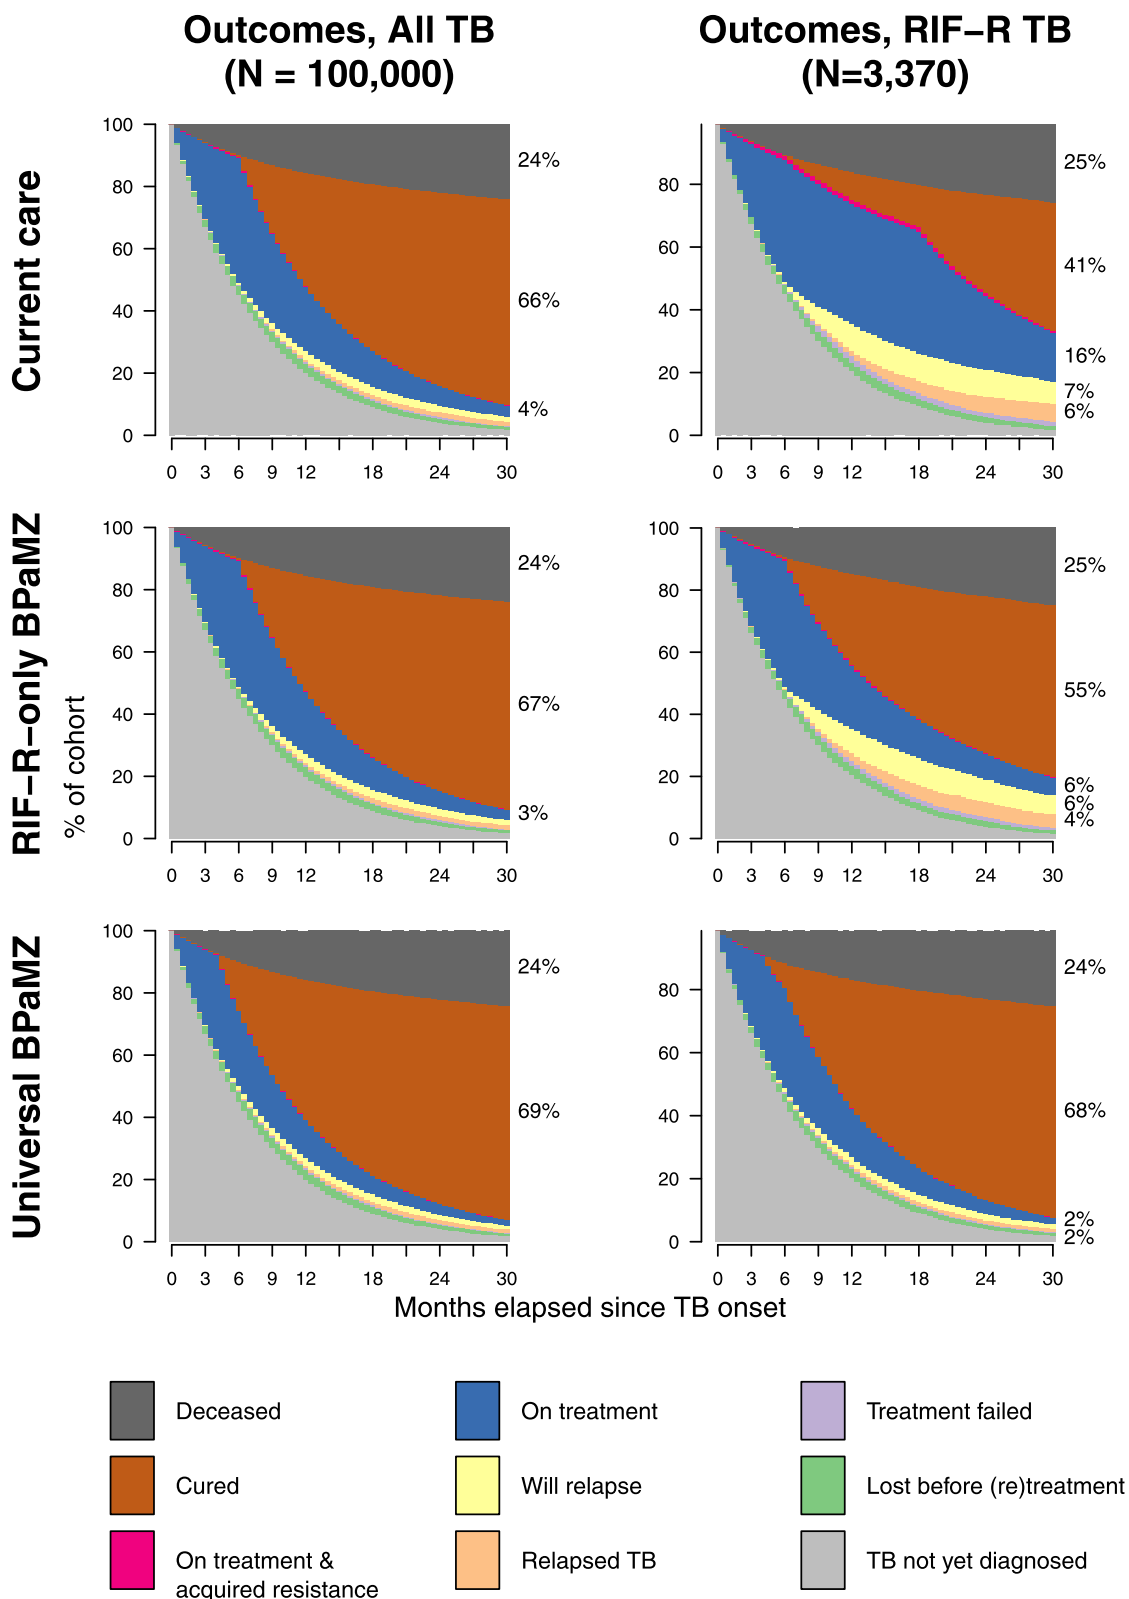 Outcomes, All TB
(N = 100,000)
Outcomes, RIF−R TB
(N=3,370)
Current care
100
80
60
40
20
0
24%
66%
4%
0 3 6 9 12 18 24 30
80
60
40
20
0
25%
41%
16%
7%
6%
0 3 6 9 12 18 24 30
RIF−R−only BPaMZ
% of cohort
100
80
60
40
20
0
24%
67%
3%
0 3 6 9 12 18 24 30
100
80
60
40
20
0
25%
55%
6%
6%
4%
0 3 6 9 12 18 24 30
Universal BPaMZ
100
80
60
40
20
0
24%
69%
0 3 6 9 12 18 24 30
80
60
40
20
0
24%
68%
2%
2%
0 3 6 9 12 18 24 30
Months elapsed since TB onset
Deceased
On treatment
Treatment failed
Cured
Will relapse
Lost before (re)treatment
On treatment &
acquired resistance
Relapsed TB
TB not yet diagnosed